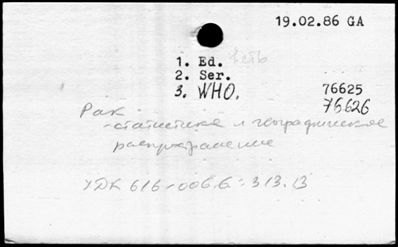 19.02.86 GA
1. Ed. есть
2. Ser.
3. WHO. 76625
76626
Рак
-статистика и географическое
распространение
УДК 616-006.6:313.13